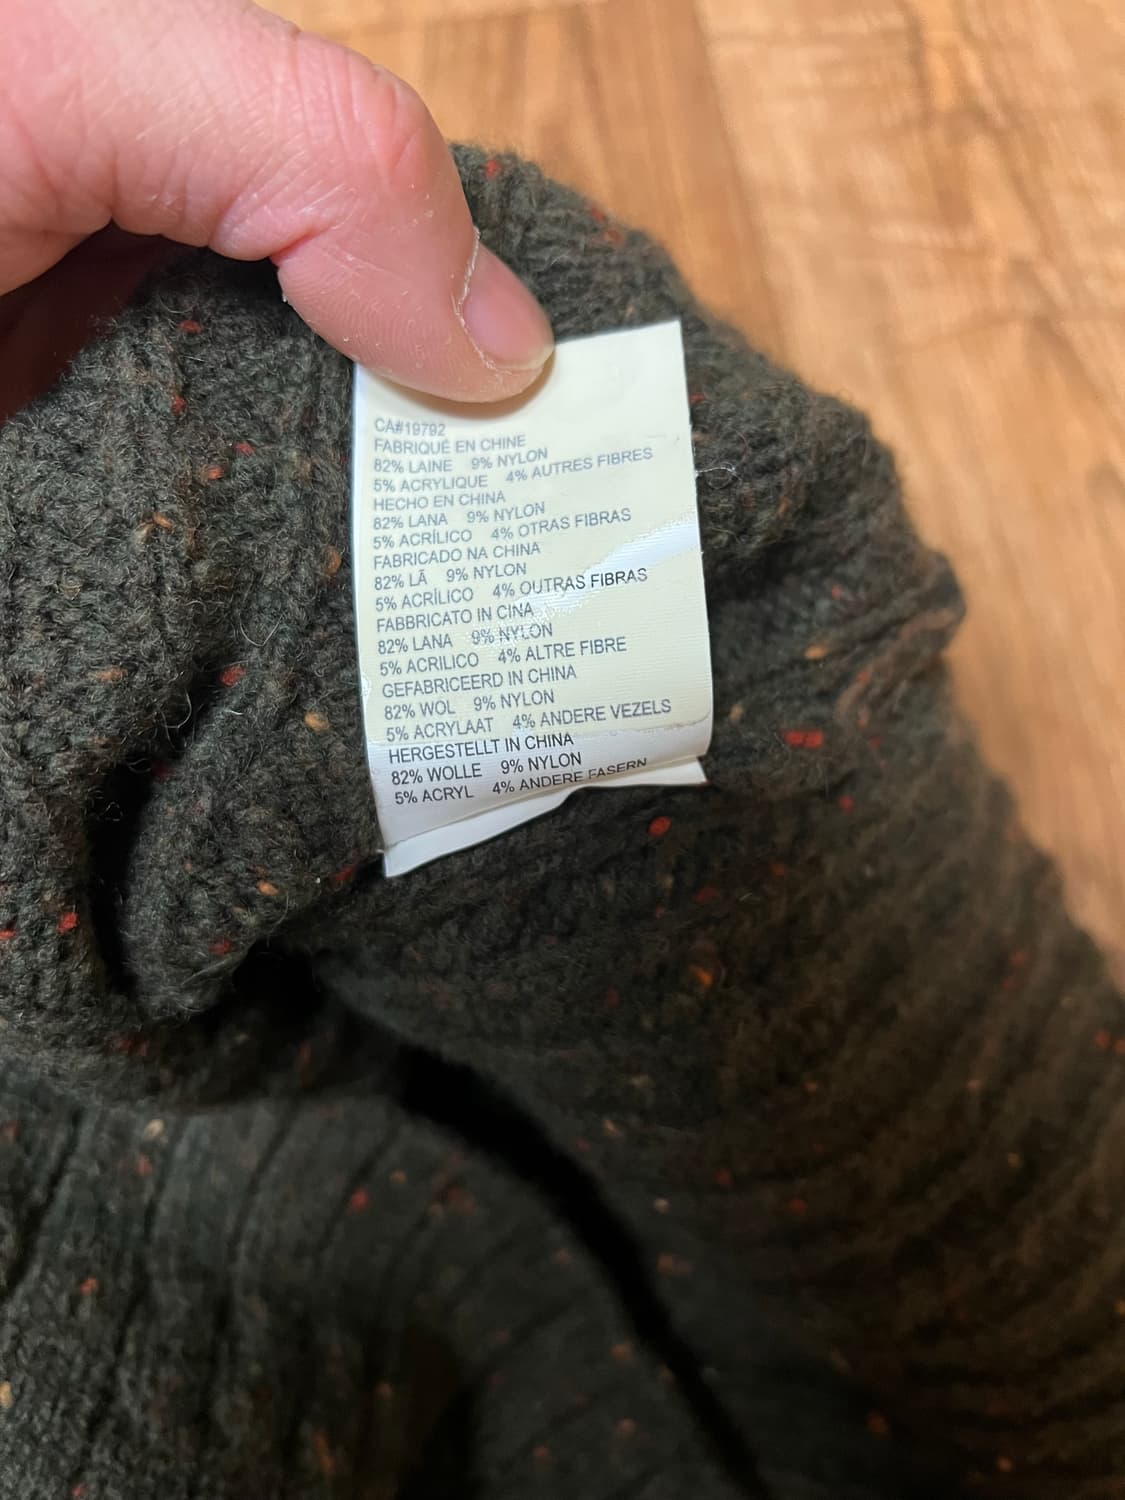 CA#19792
FABRIQUÉ EN CHINE
82% LAINE 9% NYLON
5% ACRYLIQUE 4% AUTRES FIBRES
HECHO EN CHINA
82% LANA 9% NYLON
5% ACRÍLICO 4% OTRAS FIBRAS
FABRICADO NA CHINA
82% LÃ 9% NYLON
5% ACRÍLICO 4% OUTRAS FIBRAS
FABBRICATO IN CINA
82% LANA 9% NYLON
5% ACRILICO 4% ALTRE FIBRE
GEFABRICEERD IN CHINA
82% WOL 9% NYLON
5% ACRYLAAT 4% ANDERE VEZELS
HERGESTELLT IN CHINA
82% WOLLE 9% NYLON
5% ACRYL 4% ANDERE FASERN